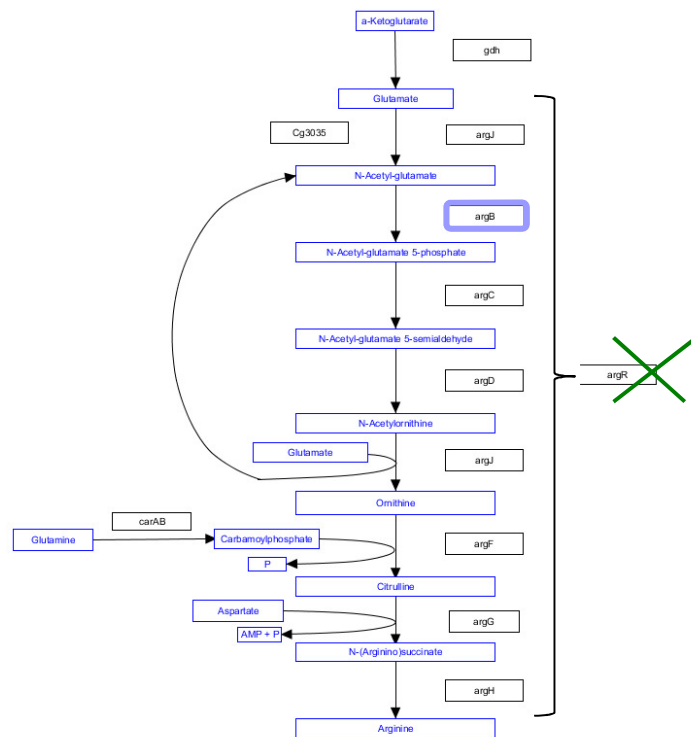 a-Ketoglutarate
gdh
Glutamate
Cg3035
argJ
N-Acetyl-glutamate
argB
N-Acetyl-glutamate 5-phosphate
argC
N-Acetyl-glutamate 5-semialdehyde
argR
argD
N-Acetylornithine
Glutamate
argJ
Ornithine
carAB
Glutamine
Carbamoylphosphate
argF
P
Citrulline
Aspartate
argG
AMP + P
N-(Arginino)succinate
argH
Arginine